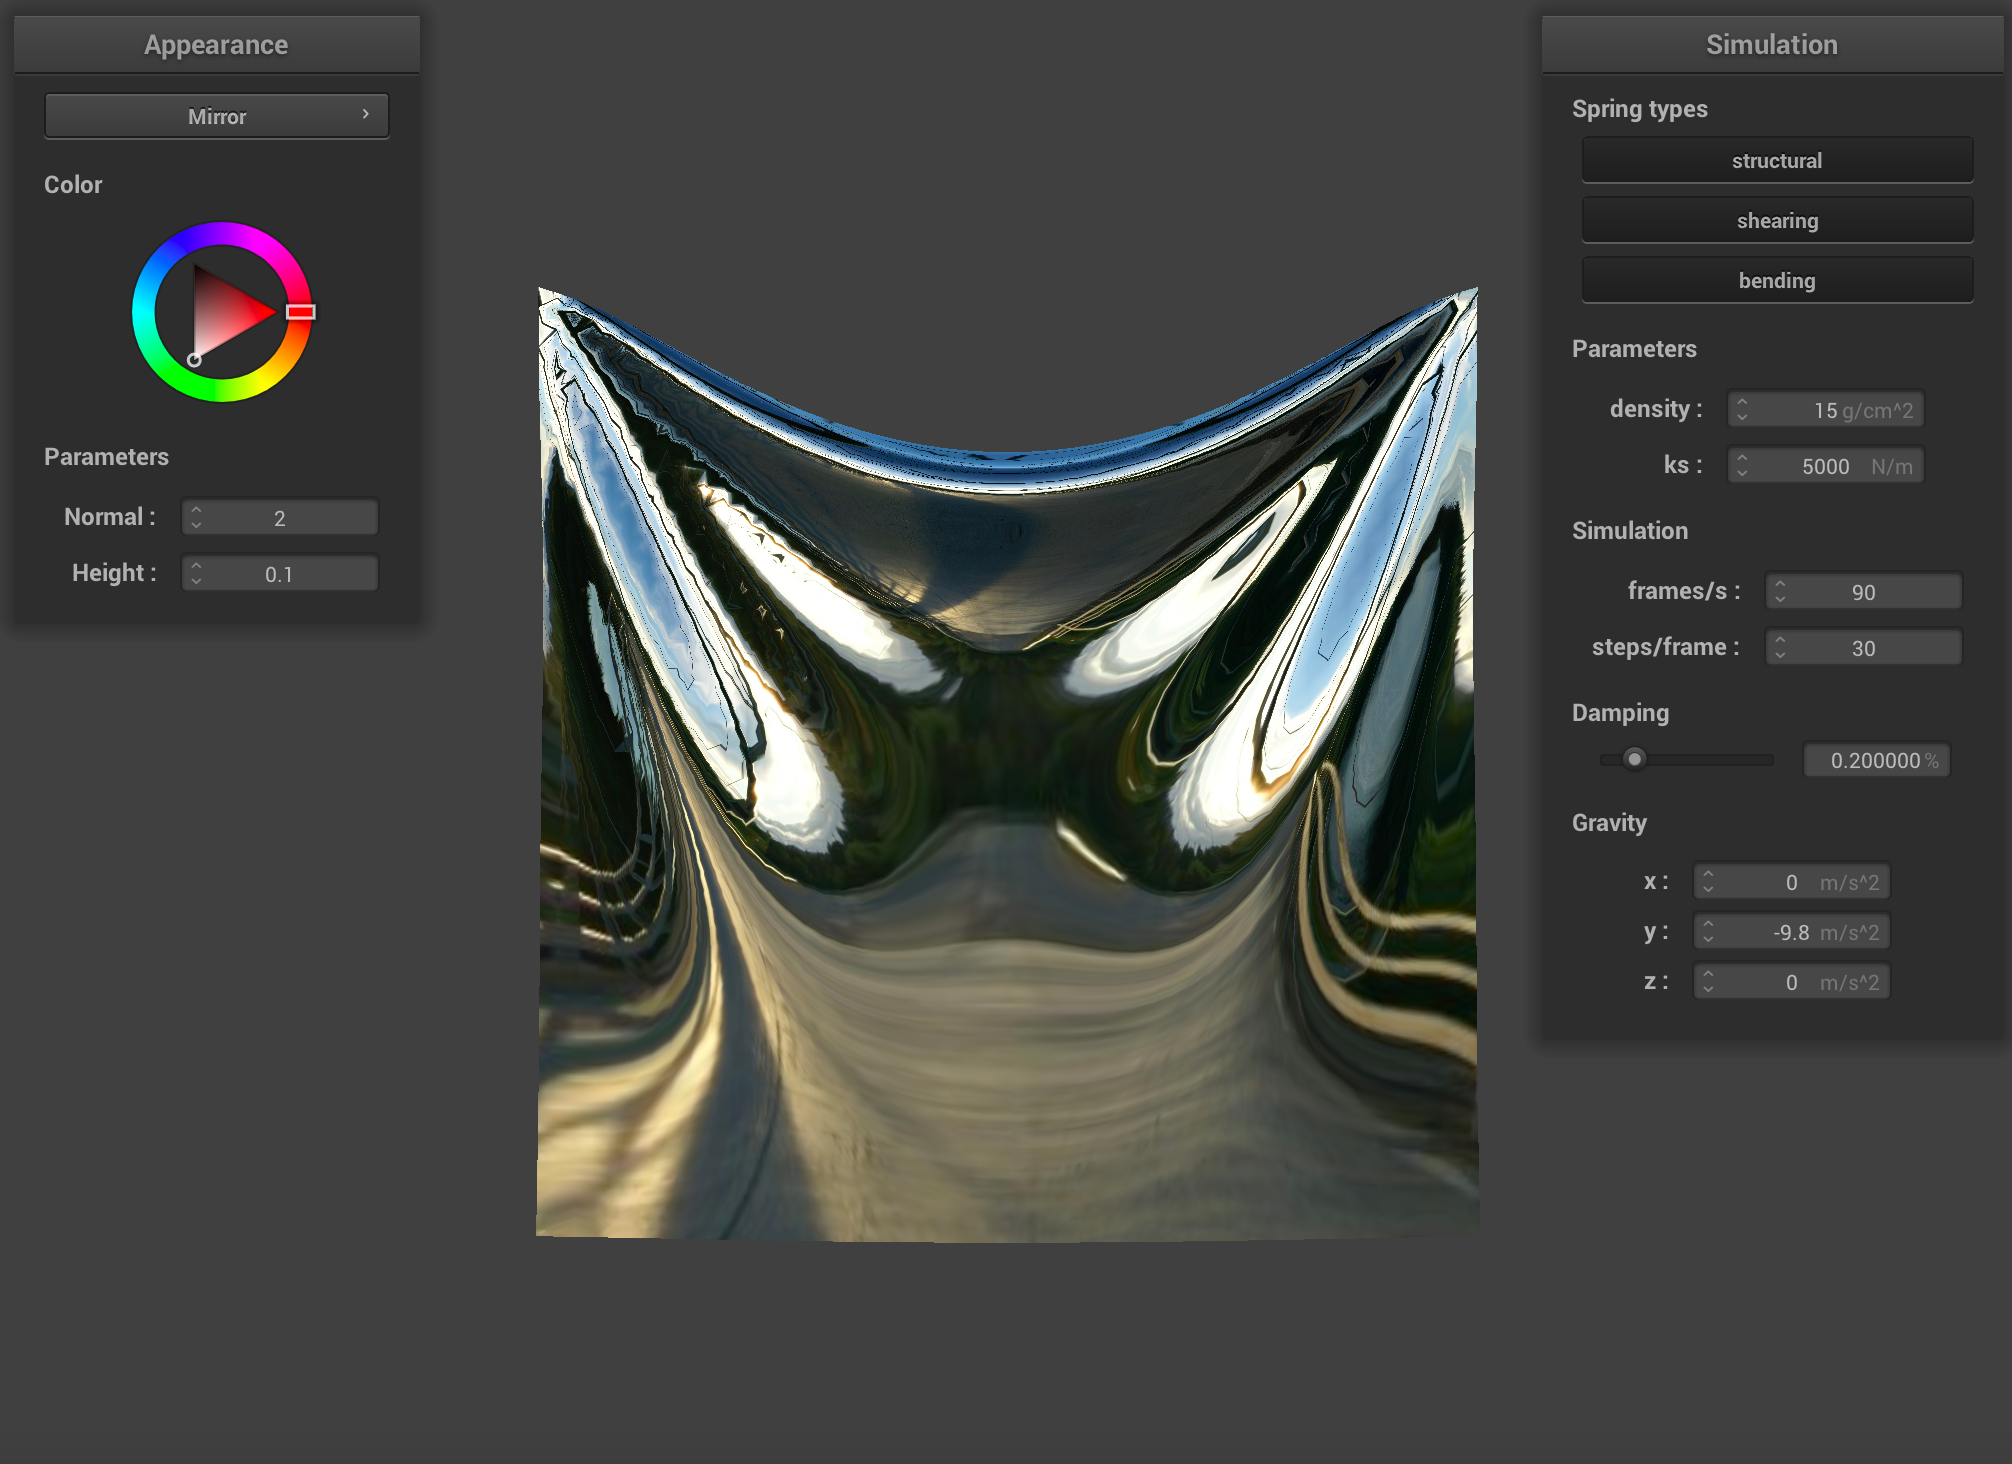 Appearance
Mirror
Color
Parameters
Normal : 2
Height : 0.1
Simulation
Spring types
structural
shearing
bending
Parameters
density : 15 g/cm^2
ks : 5000 N/m
Simulation
frames/s : 90
steps/frame : 30
Damping
0.200000 %
Gravity
x : 0 m/s^2
y : -9.8 m/s^2
z : 0 m/s^2